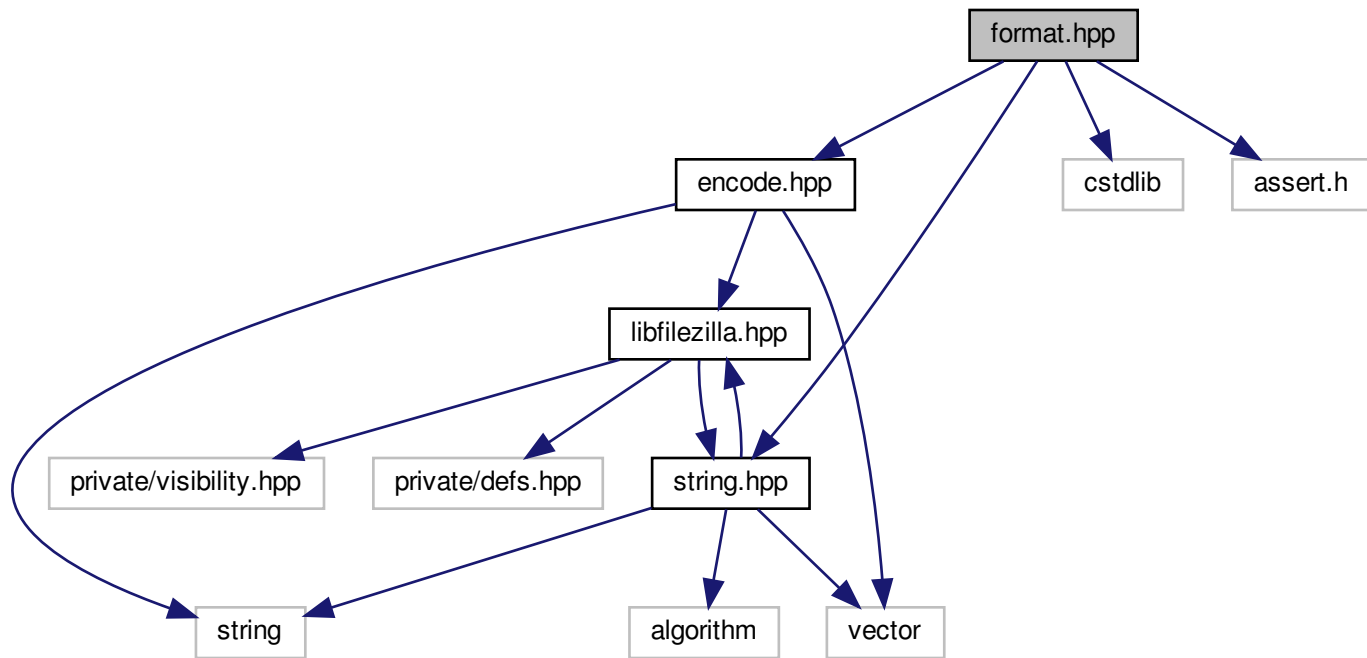 format.hpp
encode.hpp
cstdlib
assert.h
libfilezilla.hpp
private/visibility.hpp
private/defs.hpp
string.hpp
string
algorithm
vector